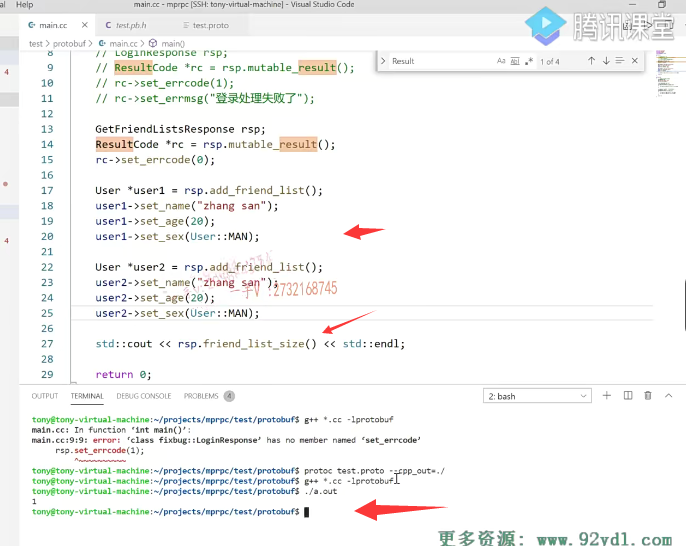 al Help
main.cc - mprpc [SSH: tony-virtual-machine] - Visual Studio Code
main.cc × test.pb.h test.proto
腾讯课堂
test > protobuf > main.cc > main()
Result Aa Abl .* 1 of 4
8 // LoginResponse rsp;
9 // ResultCode *rc = rsp.mutable_result();
10 // rc->set_errcode(1);
11 // rc->set_errmsg("登录处理失败了");
12
13 GetFriendListsResponse rsp;
14 ResultCode *rc = rsp.mutable_result();
15 rc->set_errcode(0);
16
17 User *user1 = rsp.add_friend_list();
18 user1->set_name("zhang san");
19 user1->set_age(20);
20 user1->set_sex(User::MAN);
21
22 User *user2 = rsp.add_friend_list();
23 user2->set_name("zhang san");
24 user2->set_age(20);
25 user2->set_sex(User::MAN);
26
27 std::cout << rsp.friend_list_size() << std::endl;
28
29 return 0;
4
4
:2732168745
OUTPUT TERMINAL DEBUG CONSOLE PROBLEMS 4 2: bash
tony@tony-virtual-machine:~/projects/mprpc/test/protobuf$ g++ *.cc -lprotobuf
main.cc: In function ‘int main()’:
main.cc:9:9: error: ‘class fixbug::LoginResponse’ has no member named ‘set_errcode’
rsp.set_errcode(1);
^~~~~~~~~~~
tony@tony-virtual-machine:~/projects/mprpc/test/protobuf$ protoc test.proto --cpp_out=./
tony@tony-virtual-machine:~/projects/mprpc/test/protobuf$ g++ *.cc -lprotobuf
tony@tony-virtual-machine:~/projects/mprpc/test/protobuf$ ./a.out
1
tony@tony-virtual-machine:~/projects/mprpc/test/protobuf$
更多资源: www.92ydl.com